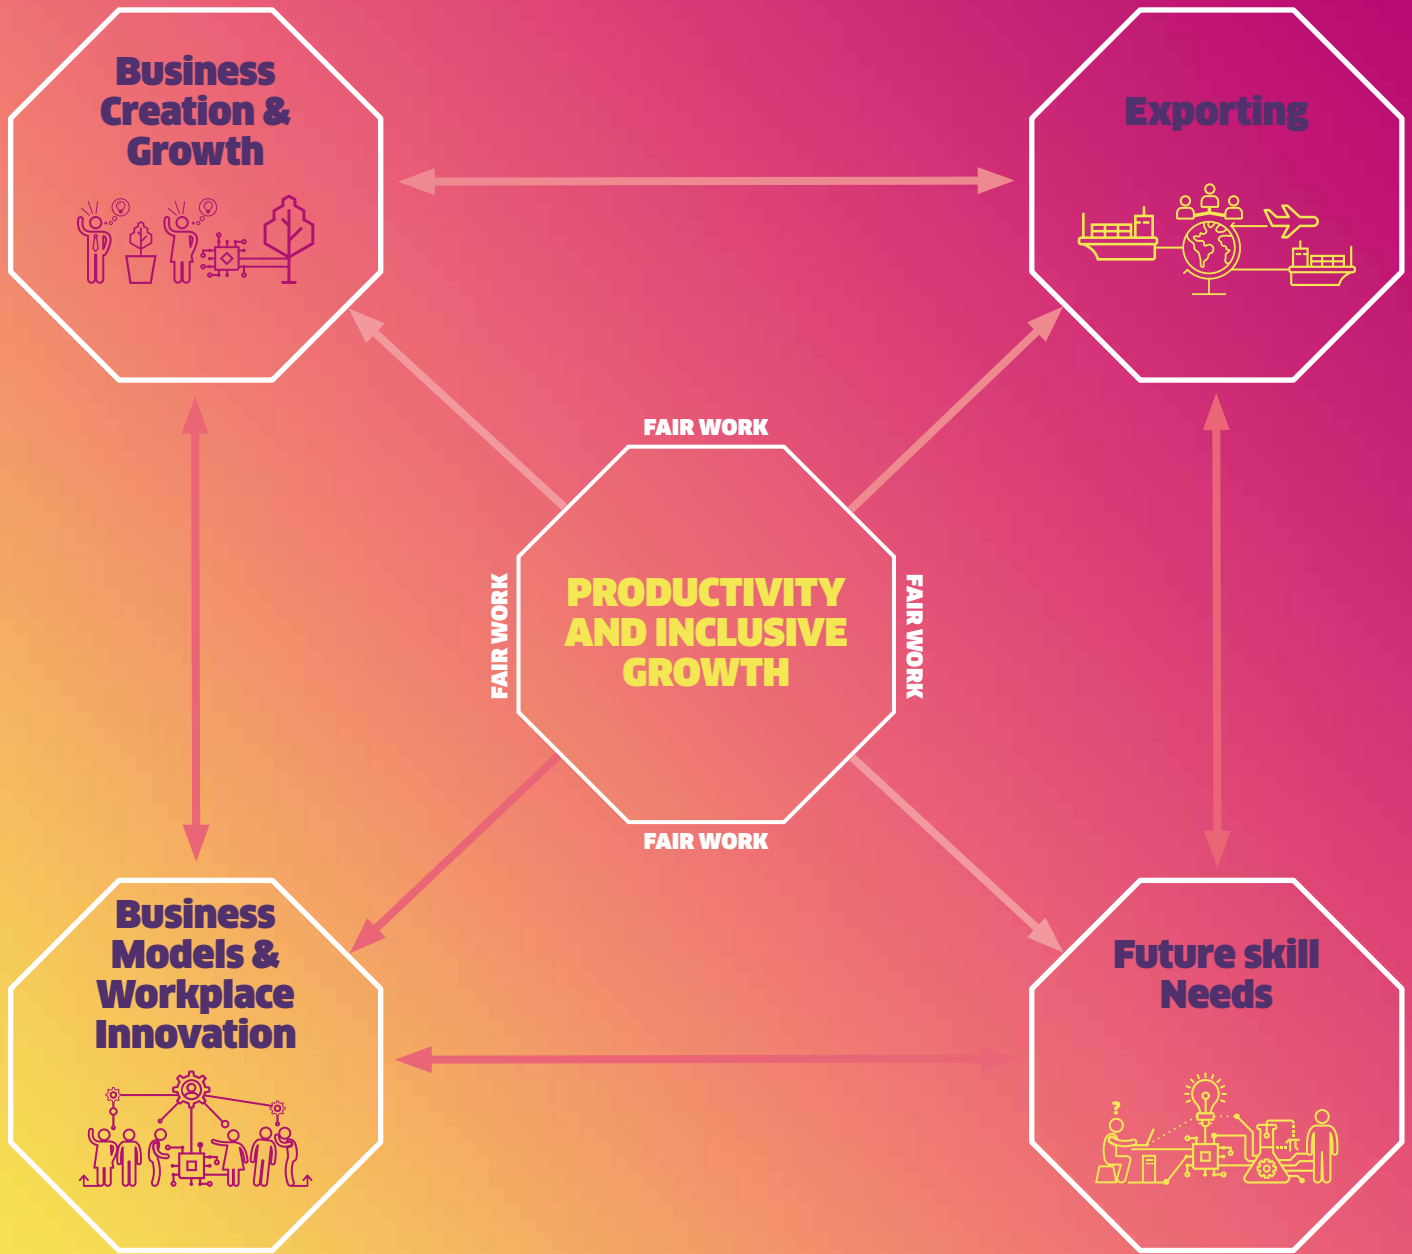 Business
Creation &
Growth
Exporting
FAIR WORK
FAIR WORK
PRODUCTIVITY
AND INCLUSIVE
GROWTH
FAIR WORK
FAIR WORK
Business
Models &
Workplace
Innovation
Future skill
Needs
?